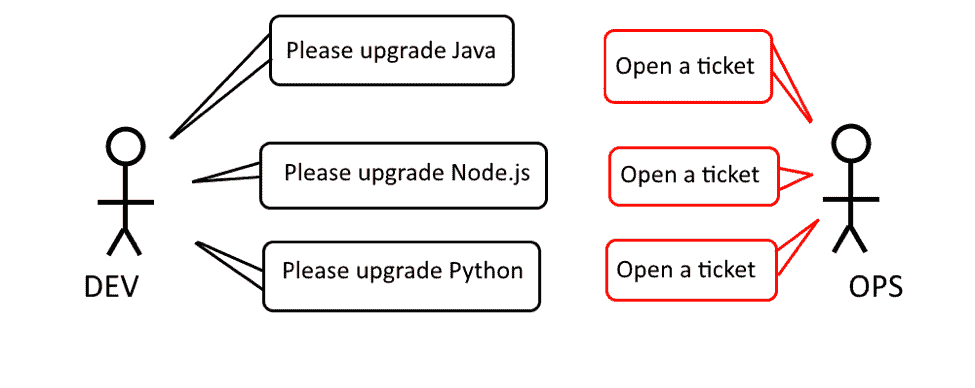 Please upgrade Java
Open a ticket
Please upgrade Node.js
Open a ticket
Please upgrade Python
Open a ticket
DEV
OPS